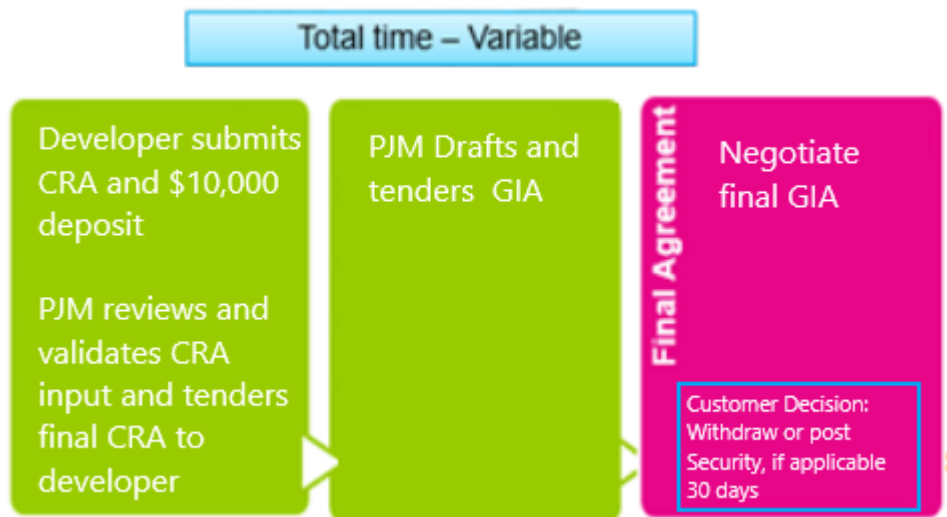 Total time – Variable
Developer submits
CRA and $10,000
deposit
PJM reviews and
validates CRA
input and tenders
final CRA to
developer
PJM Drafts and
tenders GIA
Final Agreement
Negotiate
final GIA
Customer Decision:
Withdraw or post
Security, if applicable
30 days